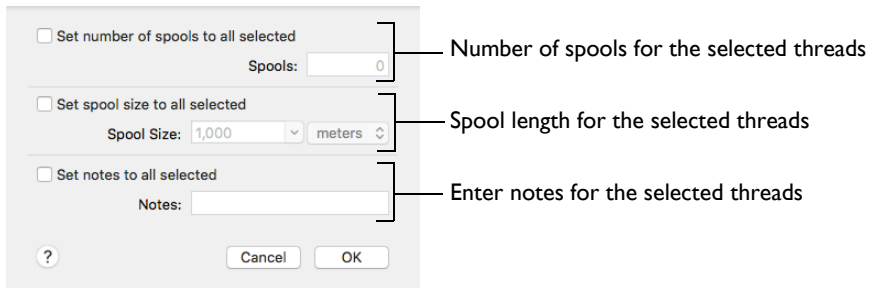 Set number of spools to all selected
Spools: 0
Number of spools for the selected threads
Set spool size to all selected
Spool Size: 1,000 meters
Spool length for the selected threads
Set notes to all selected
Notes:
Enter notes for the selected threads
? Cancel OK